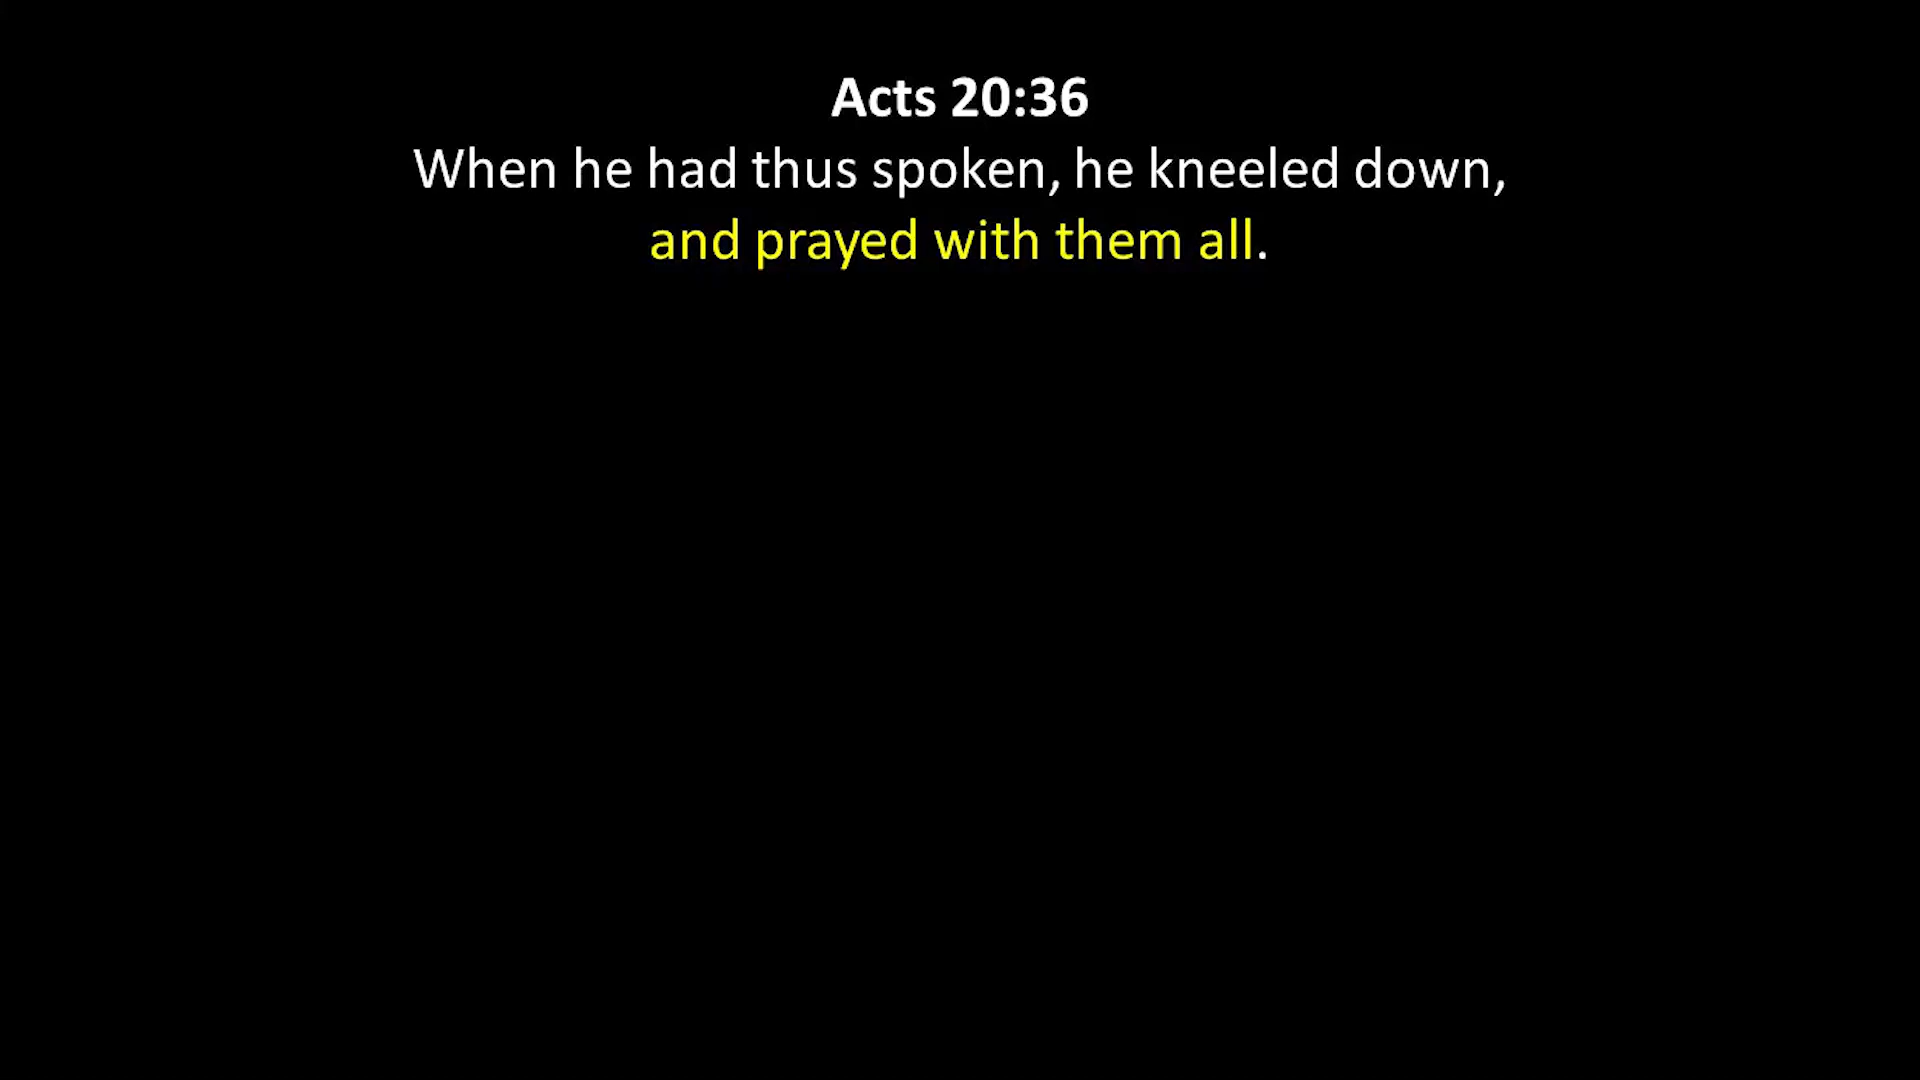 Acts 20:36
When he had thus spoken, he kneeled down,
and prayed with them all.